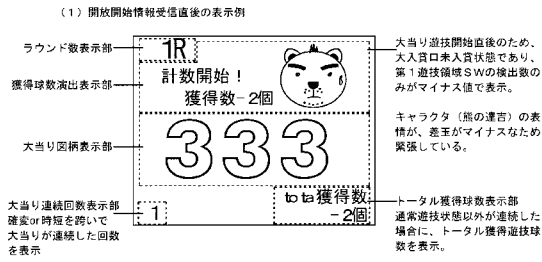 (1)開放開始情報受信直後の表示例
ラウンド数表示部
獲得球数演出表示部
大当り図柄表示部
大当り連続回数表示部
確変or時短を跨いで
大当りが連続した回数
を表示
1R
計数開始!
獲得数-2個
333
1
tota獲得数
-2個
大当り遊技開始直後のため、
大入賞口未入賞状態であり、
第1遊技領域SWの検出数の
みがマイナス値で表示。
キャラクタ(熊の達吉)の表
情が、差玉がマイナスなため
緊張している。
トータル獲得球数表示部
通常遊技状態以外が連続した
場合に、トータル獲得遊技球
数を表示。